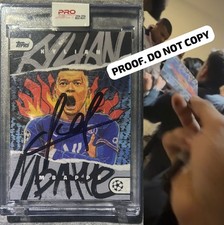 PRO
22
topps
KYLIAN
PROOF. DO NOT COPY
MBAPPE